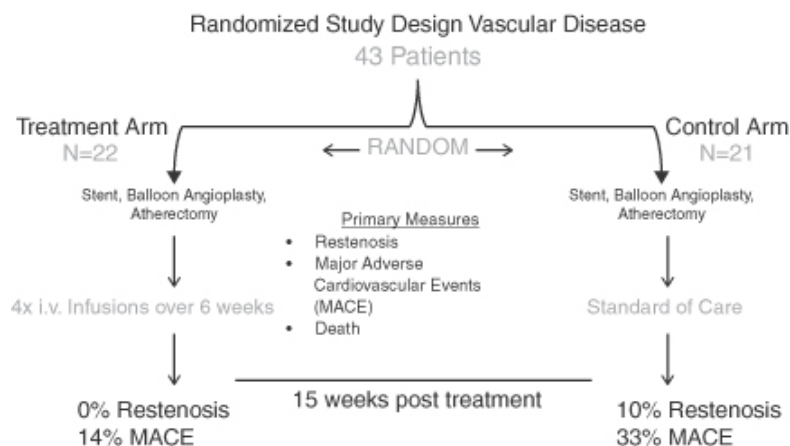 Randomized Study Design Vascular Disease
43 Patients
Treatment Arm
N=22
← RANDOM →
Control Arm
N=21
Stent, Balloon Angioplasty,
Atherectomy
Stent, Balloon Angioplasty,
Atherectomy
Primary Measures
• Restenosis
• Major Adverse
Cardiovascular Events
(MACE)
• Death
4x i.v. Infusions over 6 weeks
Standard of Care
15 weeks post treatment
0% Restenosis
14% MACE
10% Restenosis
33% MACE